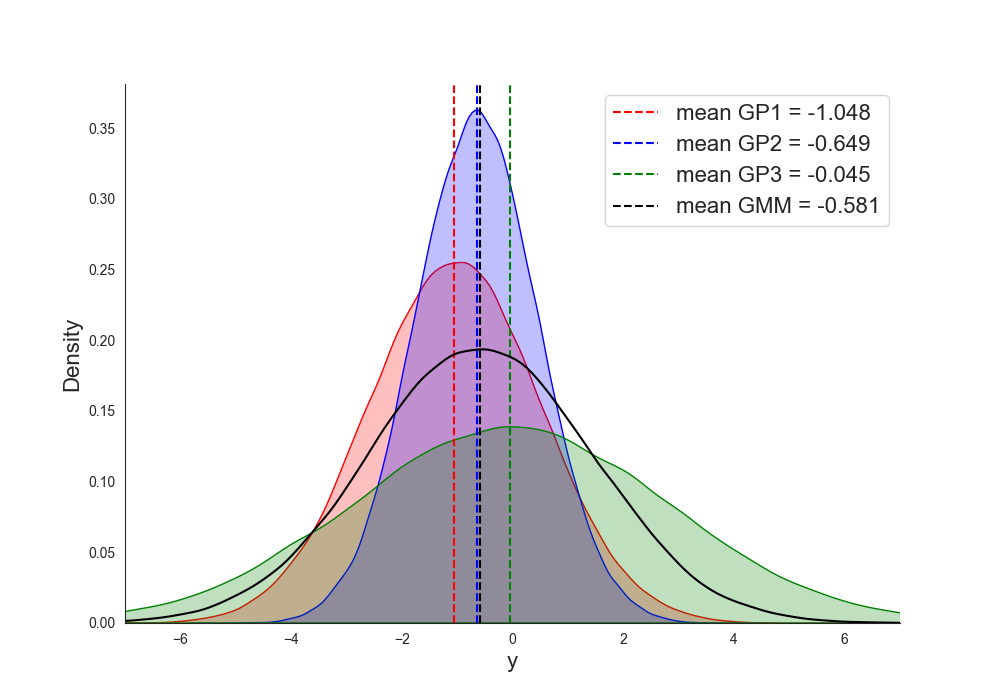 mean GP1 = -1.048
mean GP2 = -0.649
mean GP3 = -0.045
mean GMM = -0.581
Density
0.35
0.30
0.25
0.20
0.15
0.10
0.05
0.00
−6 −4 −2 0 2 4 6
y